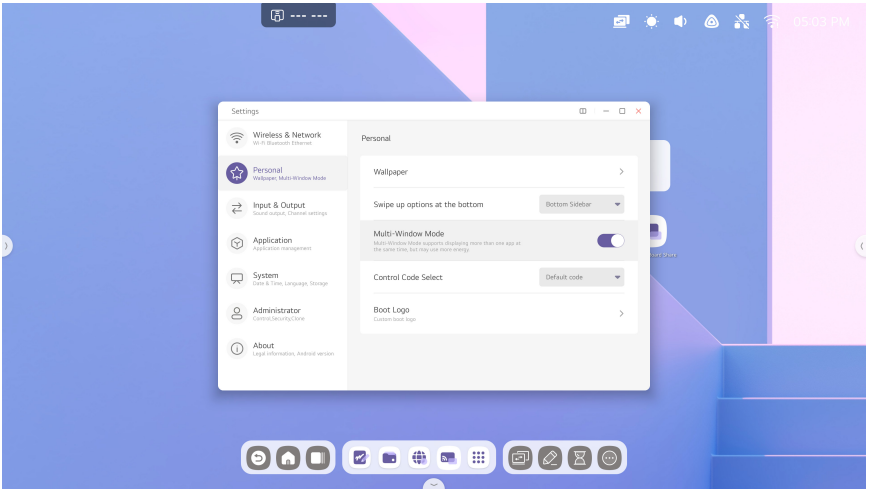 --- ---
05:03 PM
Settings
Wireless & Network
Wi-Fi Bluetooth Ethernet
Personal
Wallpaper, Multi-Window Mode
Input & Output
Sound output, Channel settings
Application
Application management
System
Date & Time, Language, Storage
Administrator
Control,Security,Clone
About
Legal information, Android version
Personal
Wallpaper
Swipe up options at the bottom
Bottom Sidebar
Multi-Window Mode
Multi-Window Mode supports displaying more than one app at
the same time, but may use more energy.
Control Code Select
Default code
Boot Logo
Custom boot logo
Share